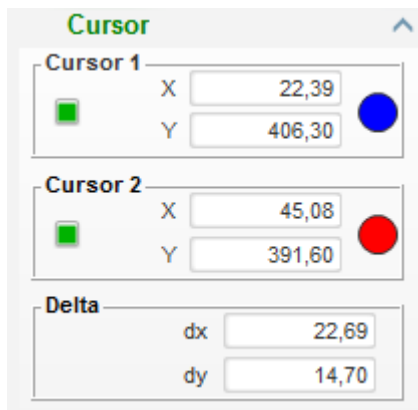 Cursor
Cursor 1
X 22,39
Y 406,30
Cursor 2
X 45,08
Y 391,60
Delta
dx 22,69
dy 14,70